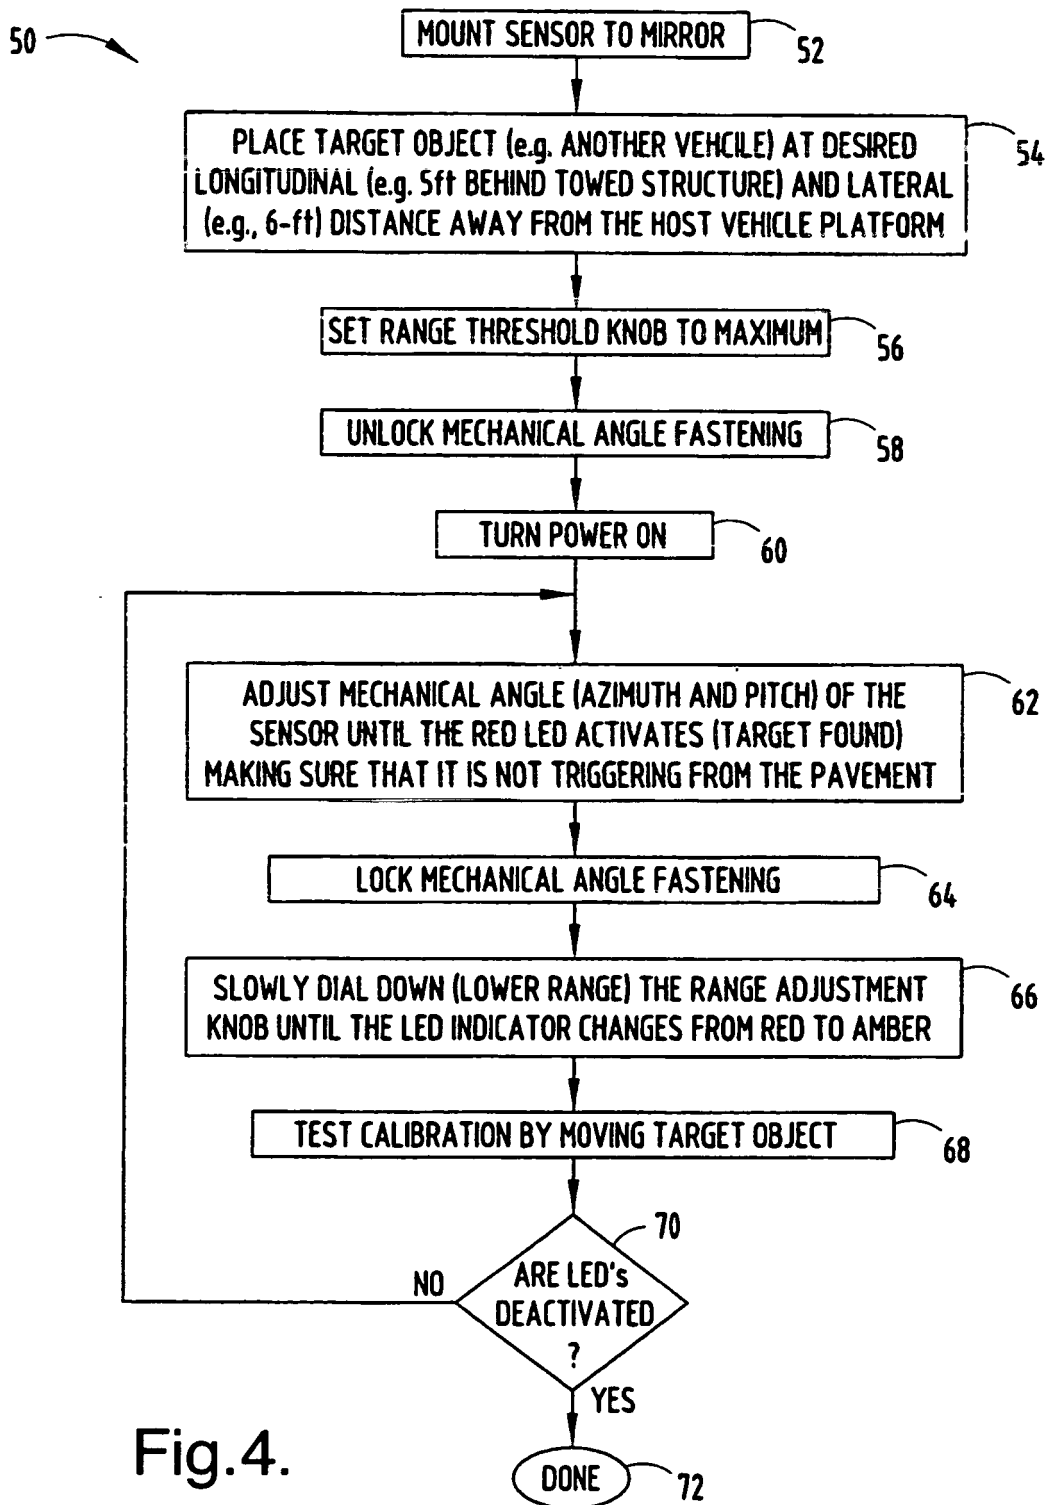 50
MOUNT SENSOR TO MIRROR
52
PLACE TARGET OBJECT (e.g. ANOTHER VEHCILE) AT DESIRED
LONGITUDINAL (e.g. 5ft BEHIND TOWED STRUCTURE) AND LATERAL
(e.g., 6-ft) DISTANCE AWAY FROM THE HOST VEHICLE PLATFORM
54
SET RANGE THRESHOLD KNOB TO MAXIMUM
56
UNLOCK MECHANICAL ANGLE FASTENING
58
TURN POWER ON
60
ADJUST MECHANICAL ANGLE (AZIMUTH AND PITCH) OF THE
SENSOR UNTIL THE RED LED ACTIVATES (TARGET FOUND)
MAKING SURE THAT IT IS NOT TRIGGERING FROM THE PAVEMENT
62
LOCK MECHANICAL ANGLE FASTENING
64
SLOWLY DIAL DOWN (LOWER RANGE) THE RANGE ADJUSTMENT
KNOB UNTIL THE LED INDICATOR CHANGES FROM RED TO AMBER
66
TEST CALIBRATION BY MOVING TARGET OBJECT
68
70
ARE LED's
DEACTIVATED
?
NO
YES
DONE
72
Fig.4.